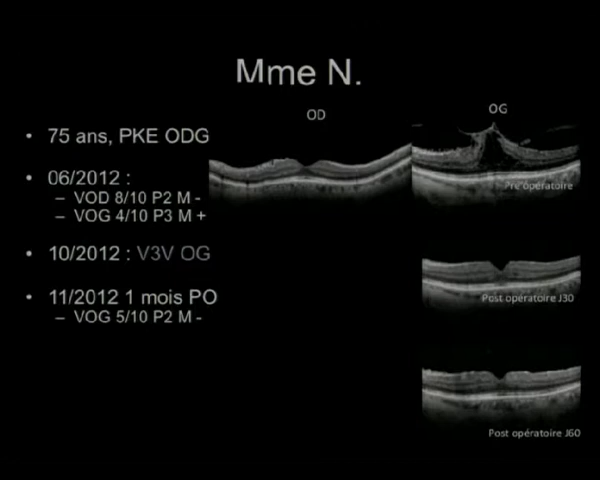 Mme N.
• 75 ans, PKE ODG
• 06/2012 :
– VOD 8/10 P2 M -
– VOG 4/10 P3 M +
• 10/2012 : V3V OG
• 11/2012 1 mois PO
– VOG 5/10 P2 M -
OD
OG
Pré opératoire
Post opératoire J30
Post opératoire J60